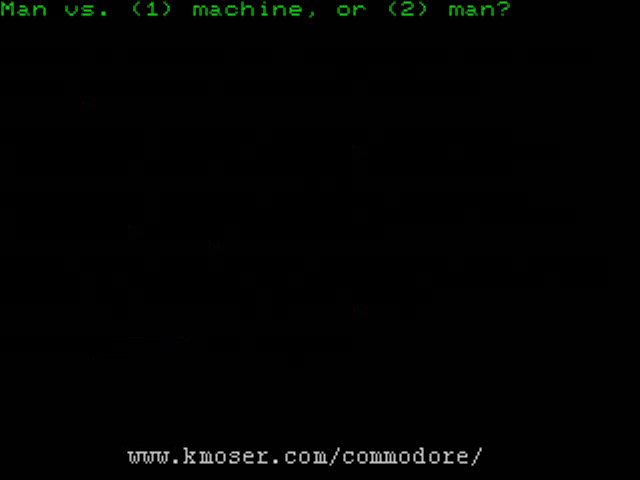 Man vs. (1) machine, or (2) man?
www.kmoser.com/commodore/